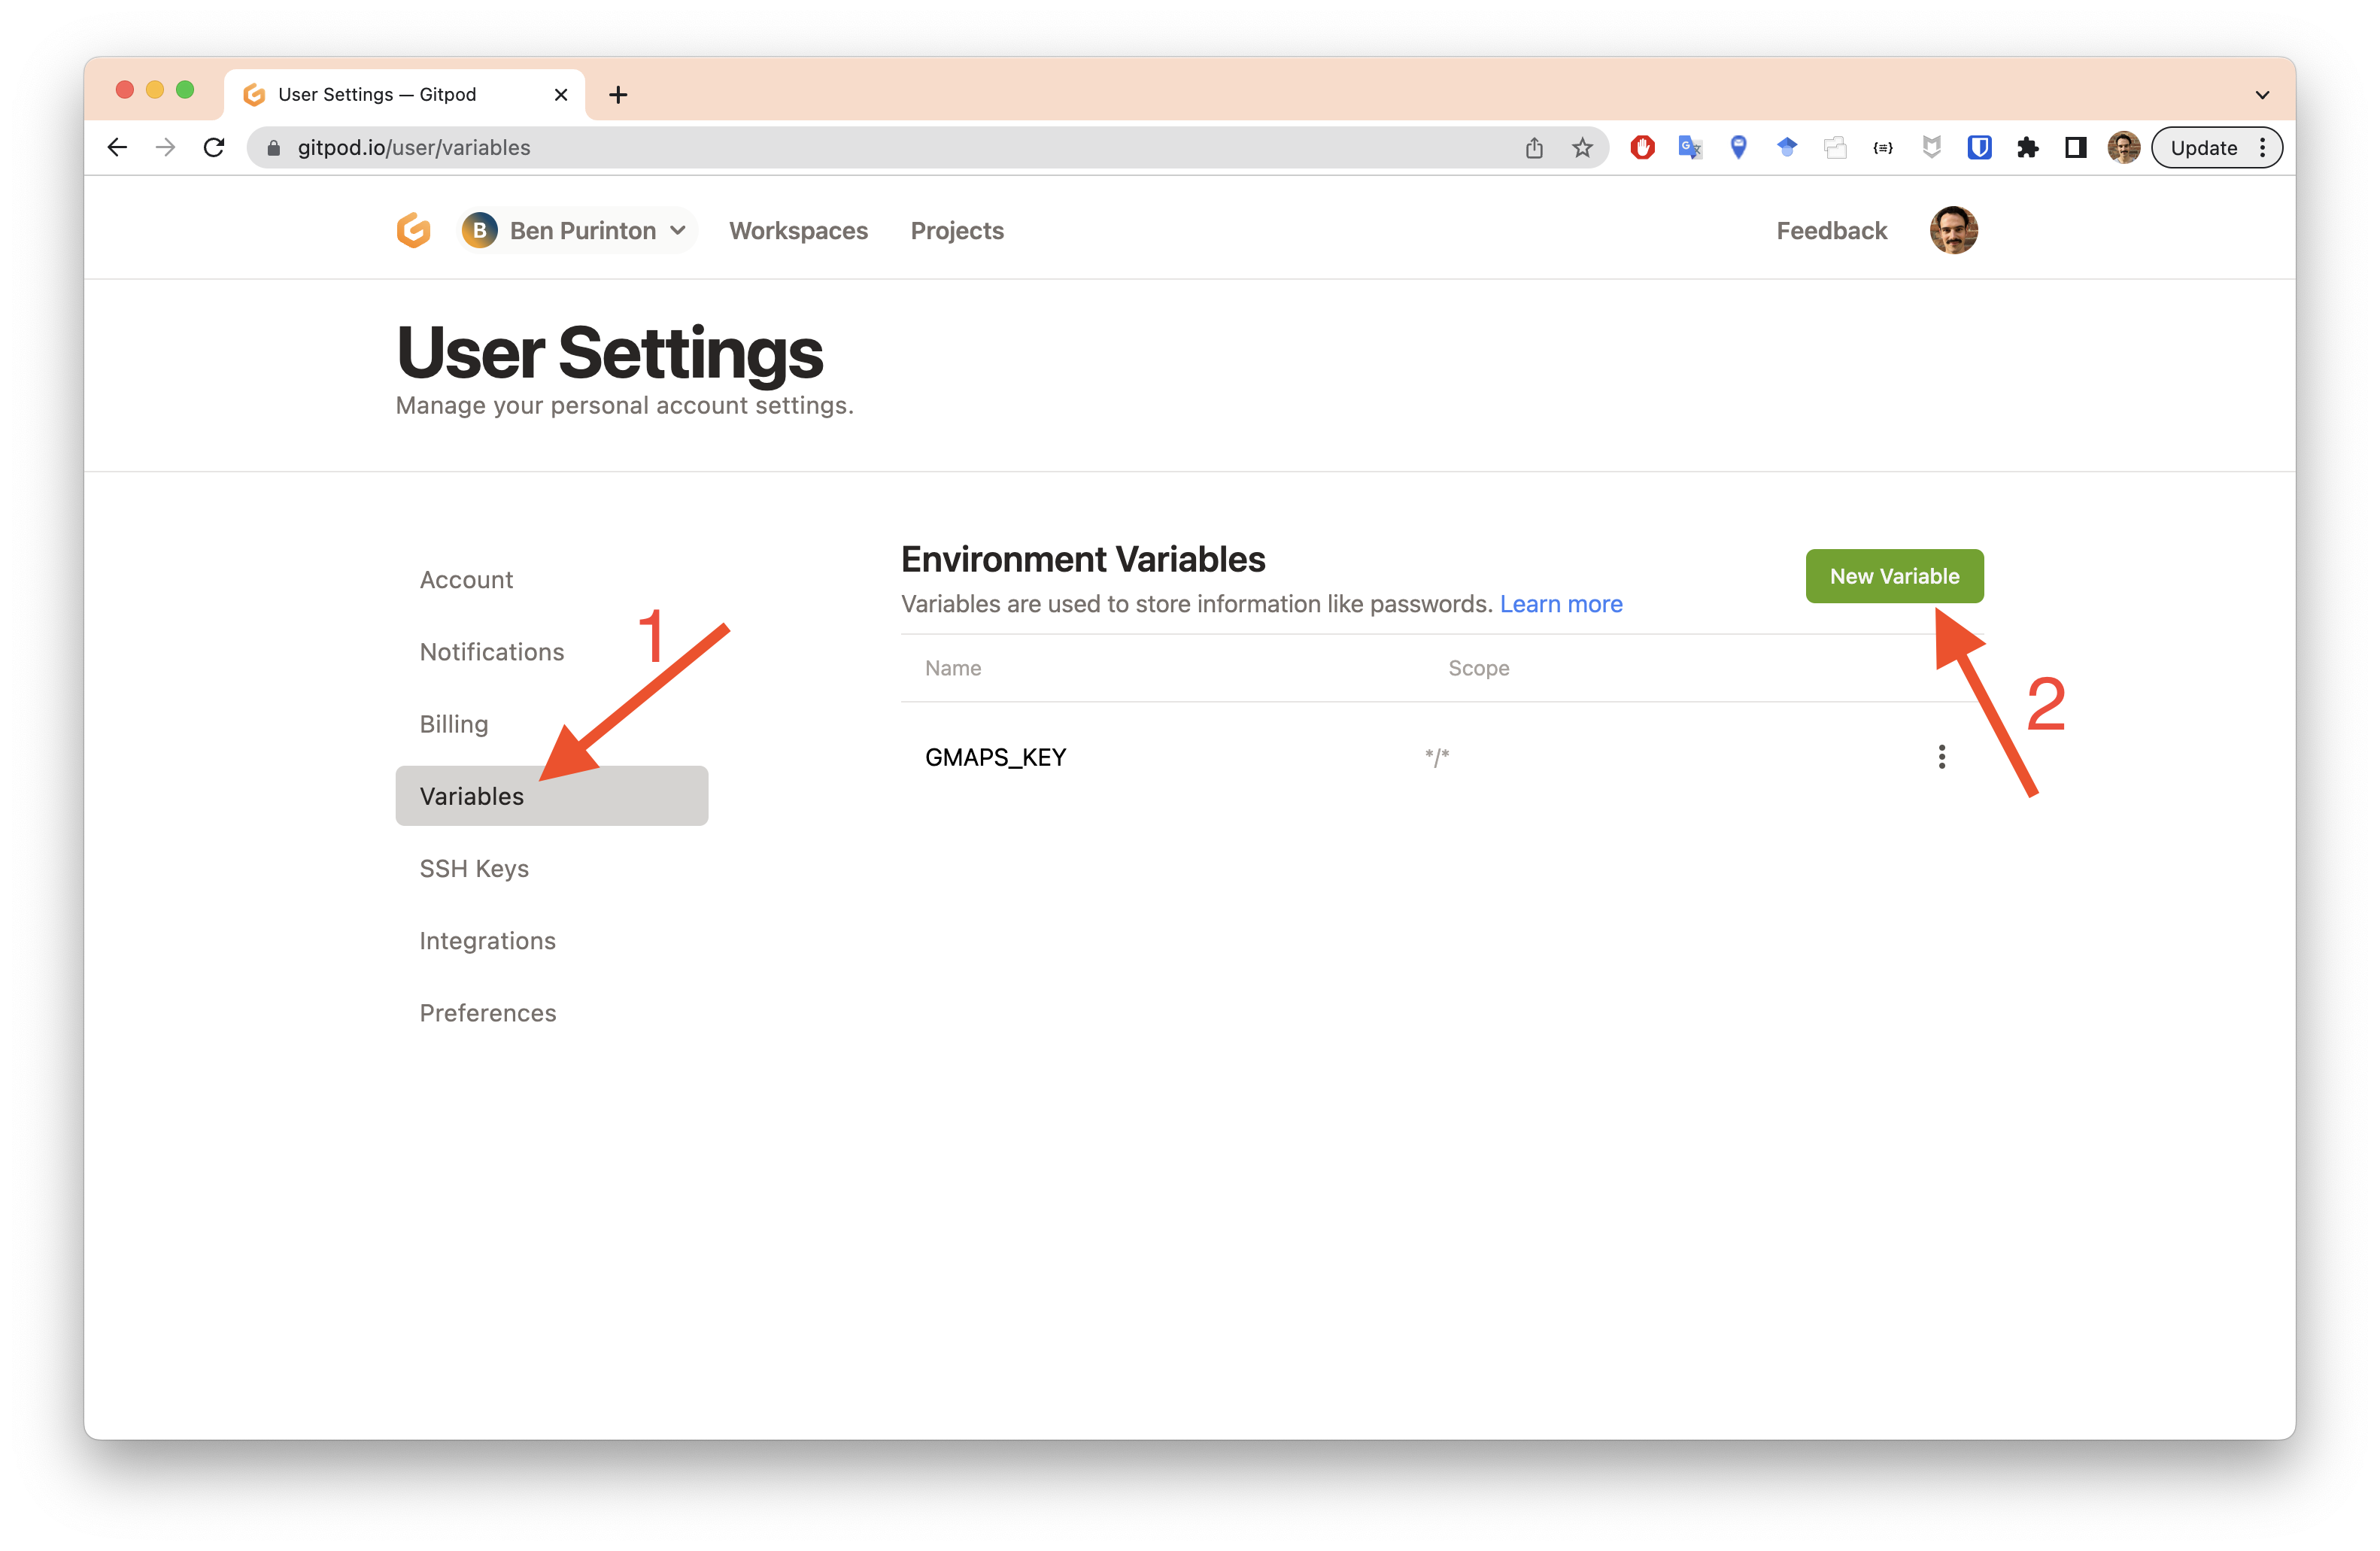 User Settings — Gitpod
gitpod.io/user/variables
Update
B Ben Purinton Workspaces Projects Feedback
User Settings
Manage your personal account settings.
Account
Notifications
Billing
Variables
SSH Keys
Integrations
Preferences
1
Environment Variables
New Variable
Variables are used to store information like passwords. Learn more
Name Scope
GMAPS_KEY */*
2